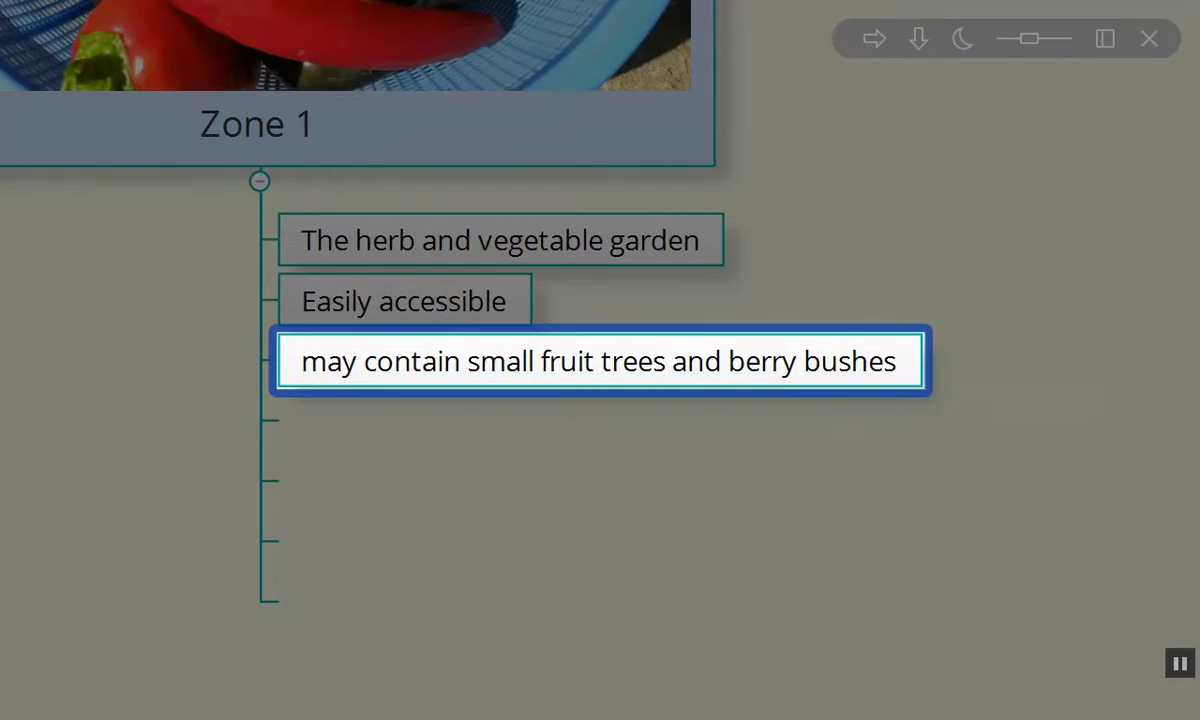 Zone 1
The herb and vegetable garden
Easily accessible
may contain small fruit trees and berry bushes